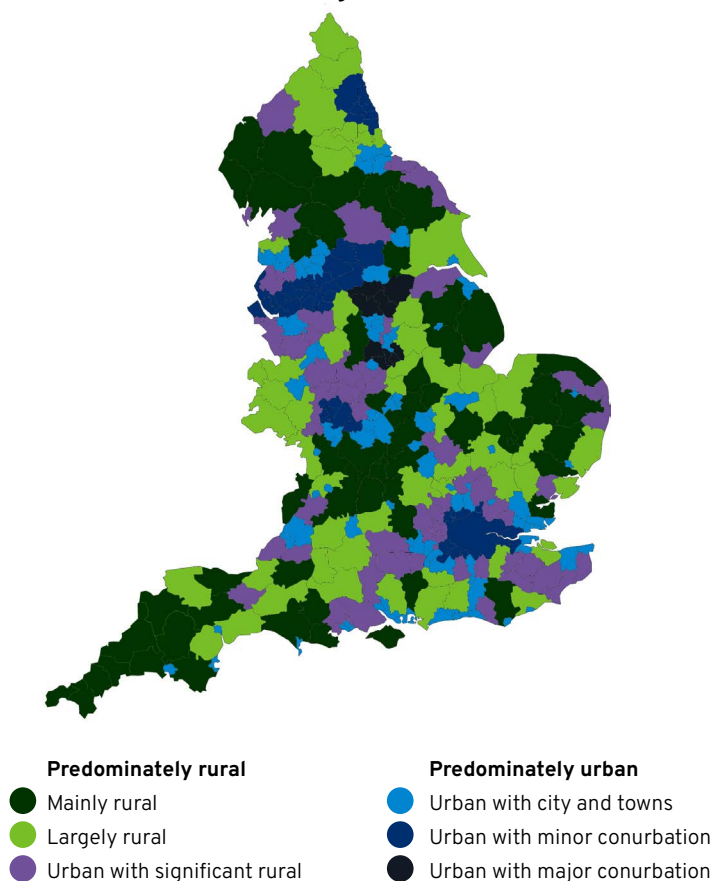 Predominately rural
Mainly rural
Largely rural
Urban with significant rural
Predominately urban
Urban with city and towns
Urban with minor conurbation
Urban with major conurbation